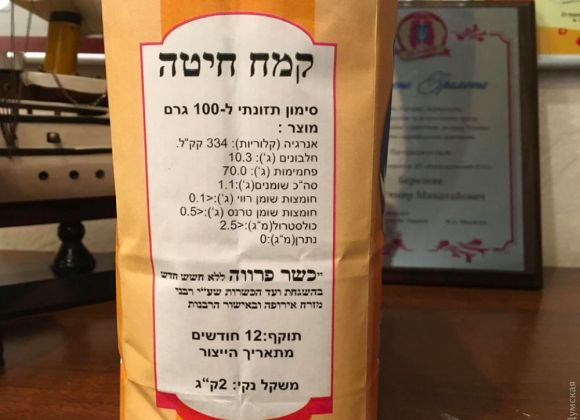 קמח חיטה
סימון תזונתי ל-100 גרם
מוצר :
אנרגיה (קלוריות): 334 קק"ל.
חלבונים (ג'): 10.3
פחמימות (ג'): 70.0
סה"כ שומנים(ג'):1.1
חומצות שומן רווי (ג'):>0.1
חומצות שומן טרנס (ג'):>0.5
כולסטרול(מ"ג):>2.5
נתרן(מ"ג):0
"כשר פרווה ללא חשש חדש
בהשגחת ועד הכשרות שע"י רבני
מזרח אירופה ובאישור הרבנות
תוקף:12 חודשים
מתאריך הייצור
משקל נקי: 2ק"ג
Березюк
Миколайович